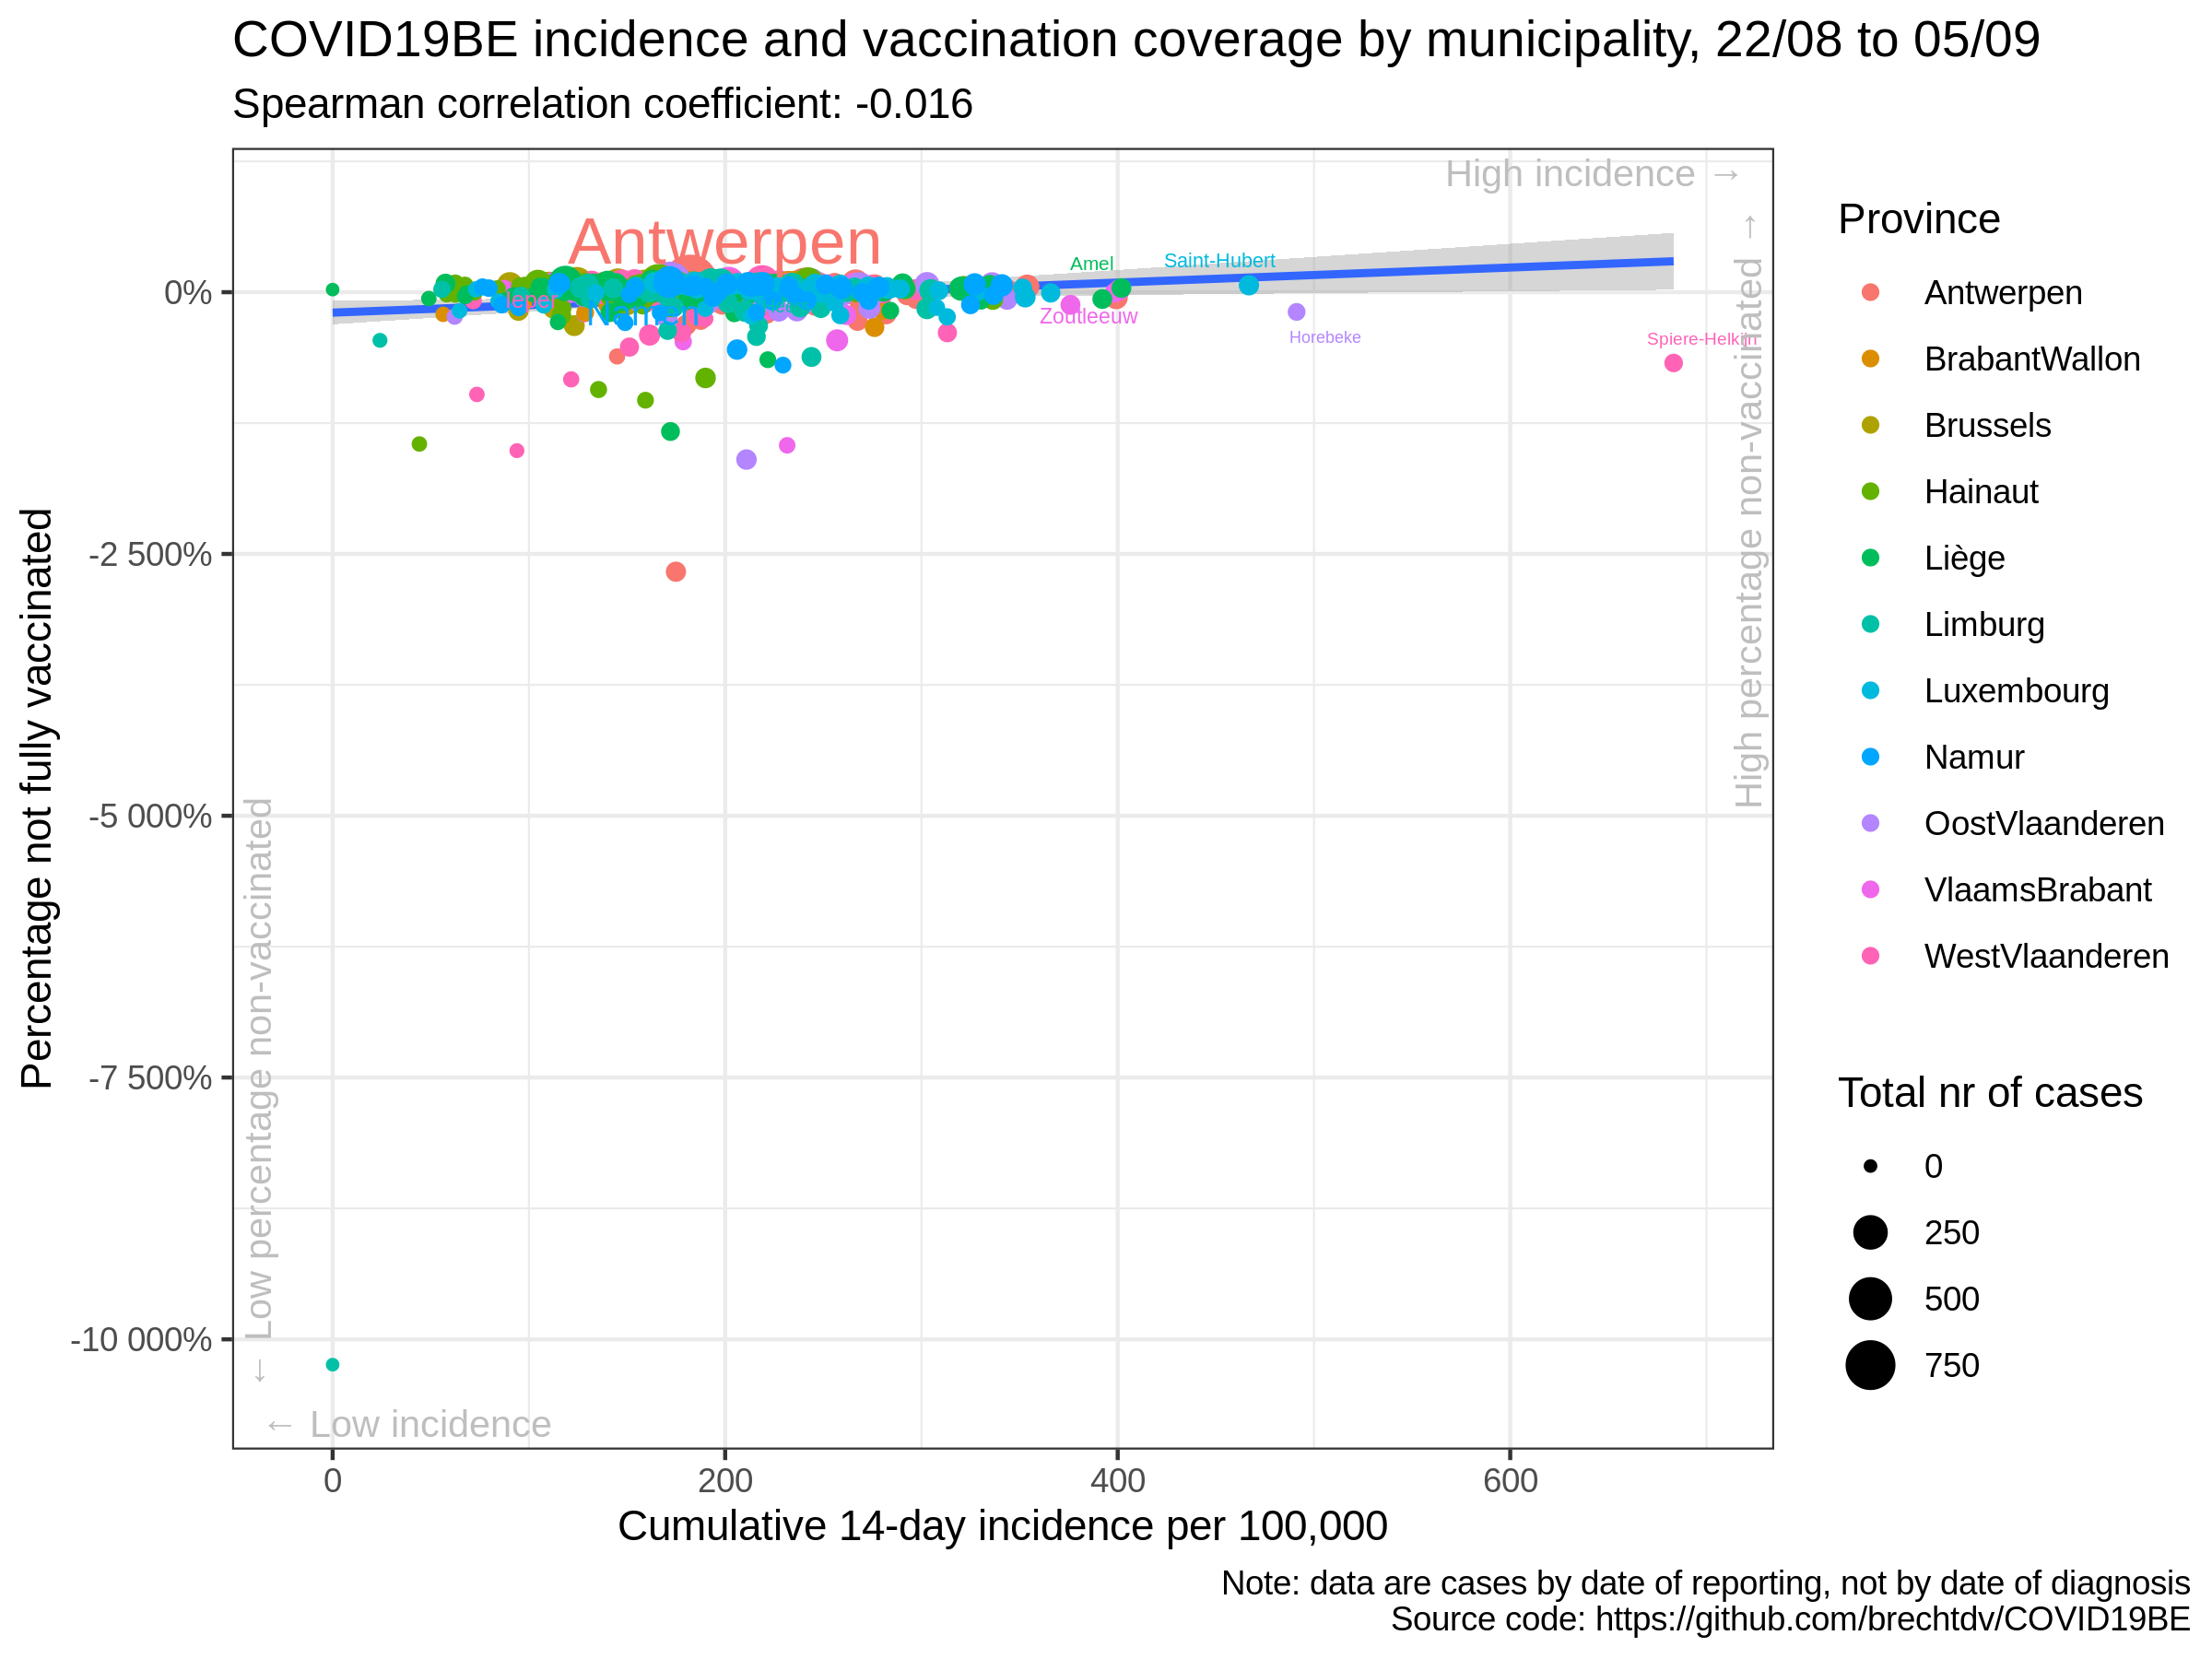 COVID19BE incidence and vaccination coverage by municipality, 22/08 to 05/09
Spearman correlation coefficient: -0.016
High incidence →
High percentage non-vaccinated →
Antwerpen
Amel
Saint-Hubert
Ieper
Zoutleeuw
Horebeke
Spiere-Helkijn
0%
-2 500%
-5 000%
-7 500%
-10 000%
Percentage not fully vaccinated
← Low percentage non-vaccinated
← Low incidence
0
200
400
600
Cumulative 14-day incidence per 100,000
Province
Antwerpen
BrabantWallon
Brussels
Hainaut
Liège
Limburg
Luxembourg
Namur
OostVlaanderen
VlaamsBrabant
WestVlaanderen
Total nr of cases
0
250
500
750
Note: data are cases by date of reporting, not by date of diagnosis
Source code: https://github.com/brechtdv/COVID19BE